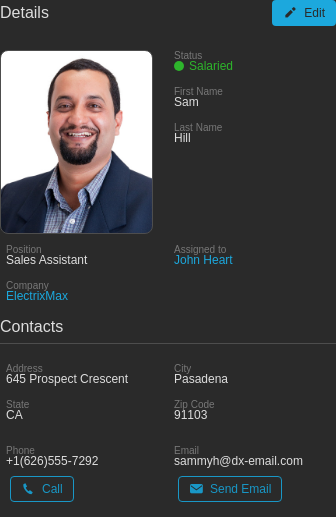 Details
Edit
Status
Salaried
First Name
Sam
Last Name
Hill
Position
Sales Assistant
Assigned to
John Heart
Company
ElectrixMax
Contacts
Address
645 Prospect Crescent
City
Pasadena
State
CA
Zip Code
91103
Phone
+1(626)555-7292
Email
sammyh@dx-email.com
Call
Send Email